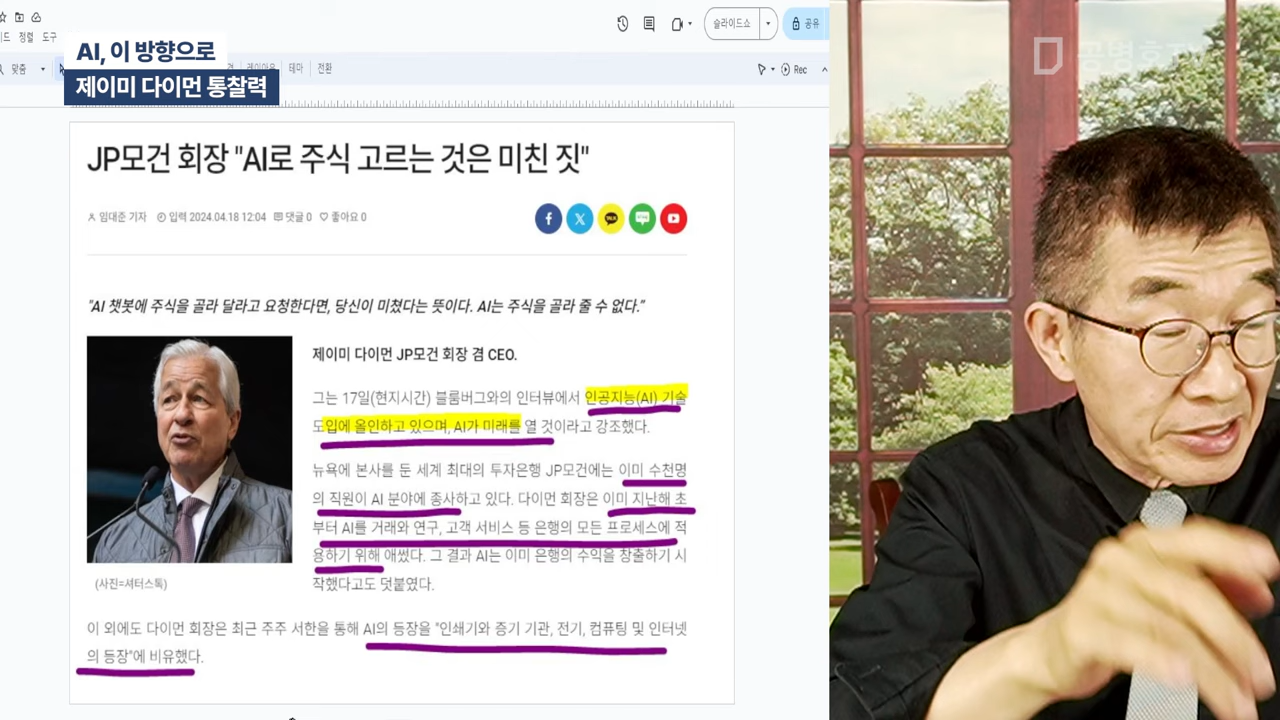 정렬 도구
슬라이드쇼
공유
맞춤
테마 전환
Rec
AI, 이 방향으로
제이미 다이먼 통찰력
공병호TV
JP모건 회장 "AI로 주식 고르는 것은 미친 짓"
임대준 기자 입력 2024.04.18 12:04 댓글 0 좋아요 0
"AI 챗봇에 주식을 골라 달라고 요청한다면, 당신이 미쳤다는 뜻이다. AI는 주식을 골라 줄 수 없다.”
제이미 다이먼 JP모건 회장 겸 CEO.
그는 17일(현지시간) 블룸버그와의 인터뷰에서 인공지능(AI) 기술
도입에 올인하고 있으며, AI가 미래를 열 것이라고 강조했다.
뉴욕에 본사를 둔 세계 최대의 투자은행 JP모건에는 이미 수천명
의 직원이 AI 분야에 종사하고 있다. 다이먼 회장은 이미 지난해 초
부터 AI를 거래와 연구, 고객 서비스 등 은행의 모든 프로세스에 적
용하기 위해 애썼다. 그 결과 AI는 이미 은행의 수익을 창출하기 시
작했다고도 덧붙였다.
(사진=셔터스톡)
이 외에도 다이먼 회장은 최근 주주 서한을 통해 AI의 등장을 "인쇄기와 증기 기관, 전기, 컴퓨팅 및 인터넷
의 등장"에 비유했다.